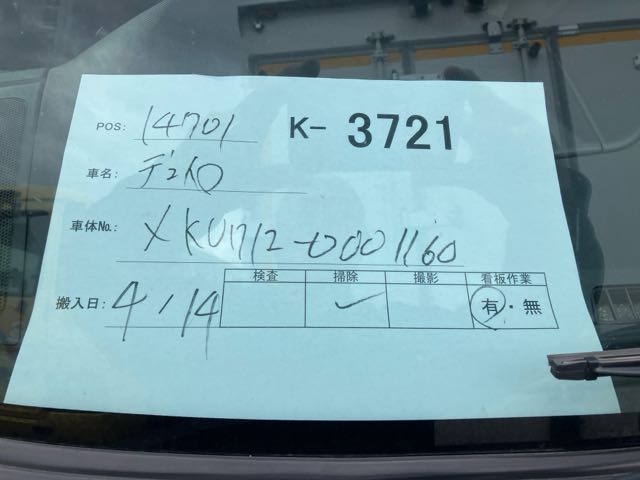 POS: 14701 K- 3721
車名: デュトロ
車体No.: XKU712-0001160
検査 掃除 撮影 看板作業
搬入日: 4/14 ✓ 有・無